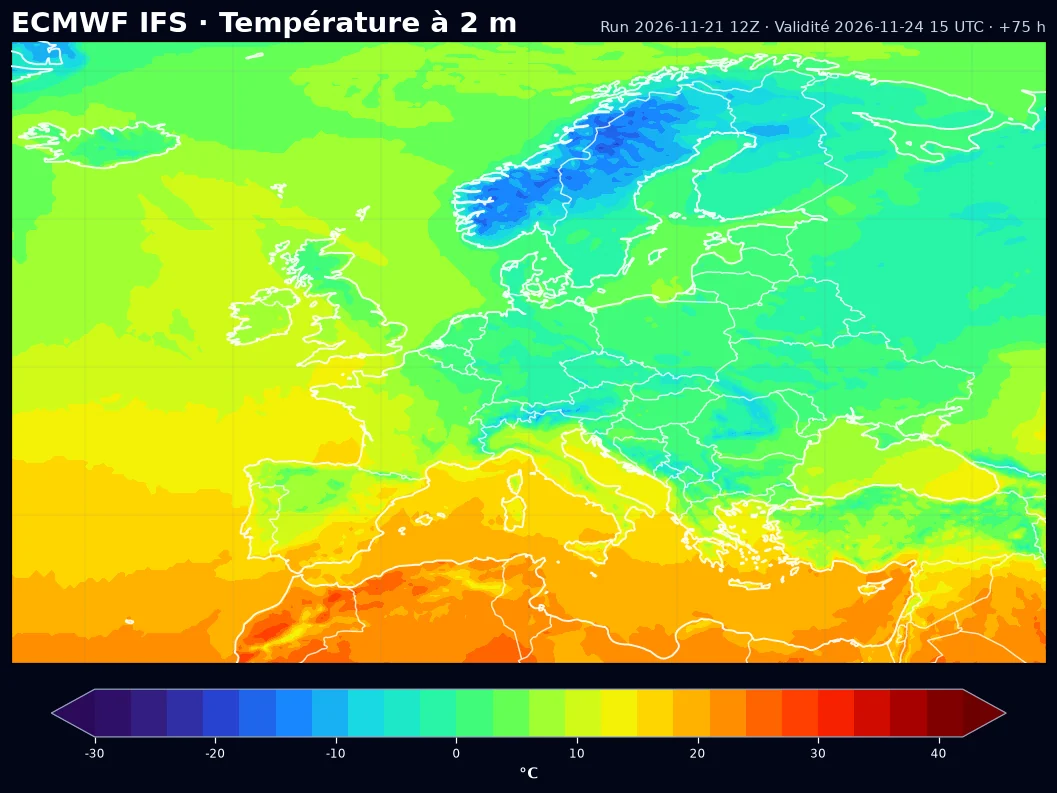 ECMWF IFS · Température à 2 m
Run 2026-11-21 12Z · Validité 2026-11-24 15 UTC · +75 h
-30 -20 -10 0 10 20 30 40
°C